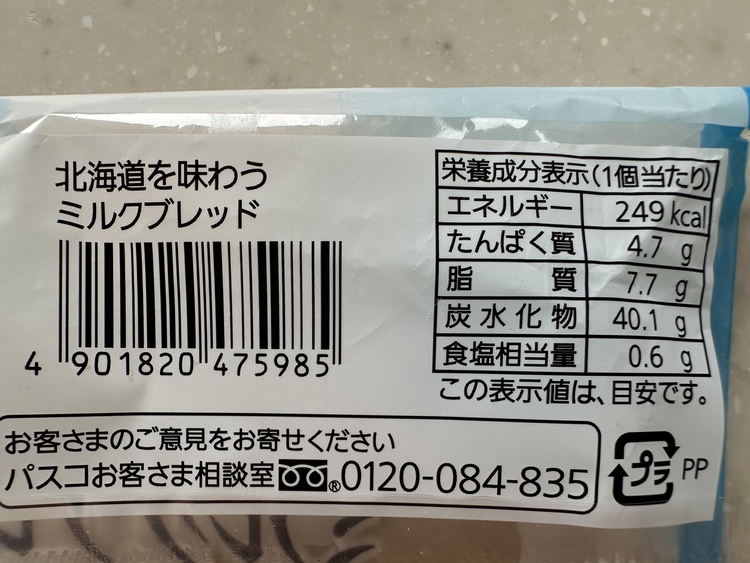 北海道を味わう
ミルクブレッド
4 901820 475985
栄養成分表示(1個当たり)
エネルギー 249 kcal
たんぱく質 4.7 g
脂質 7.7 g
炭水化物 40.1 g
食塩相当量 0.6 g
この表示値は、目安です。
お客さまのご意見をお寄せください
パスコお客さま相談室 ® 0120-084-835
プラ PP